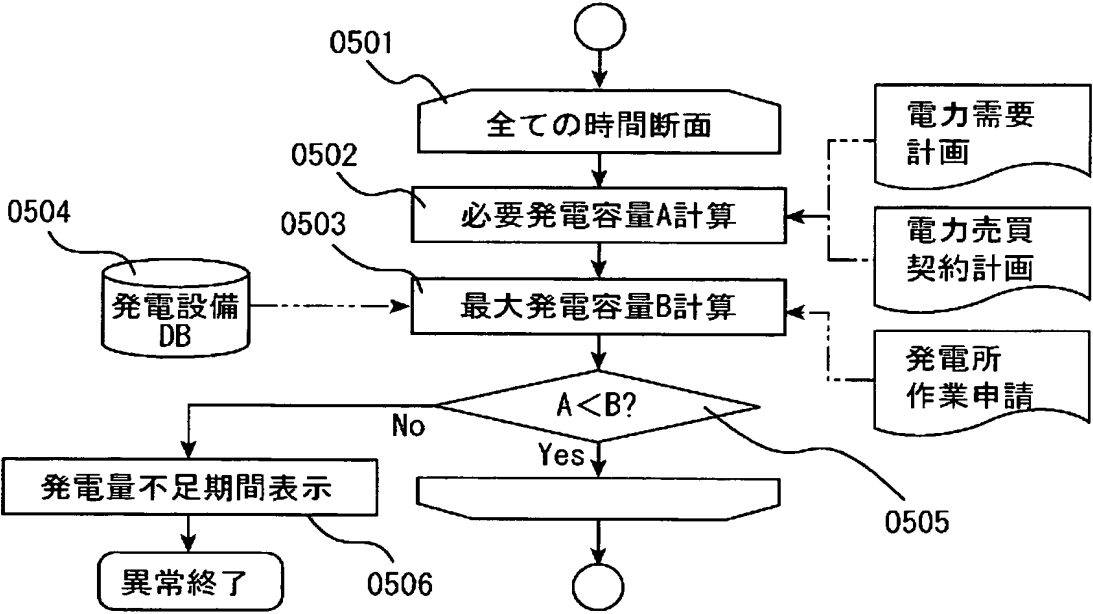 0501
全ての時間断面
電力需要
計画
0502
必要発電容量A計算
0504
0503
電力売買
契約計画
発電設備
DB
最大発電容量B計算
発電所
作業申請
A<B?
No
Yes
発電量不足期間表示
0505
異常終了
0506